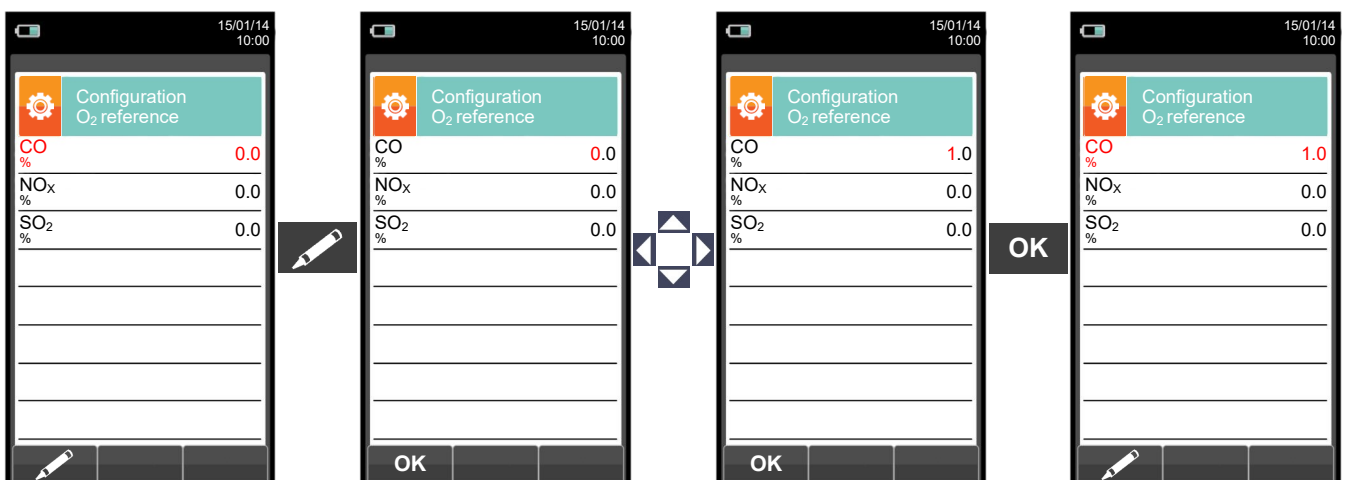 15/01/14
10:00
Configuration
O₂ reference
CO
%
0.0
NOX
%
0.0
SO₂
%
0.0
15/01/14
10:00
Configuration
O₂ reference
CO
%
0.0
NOX
%
0.0
SO₂
%
0.0
OK
15/01/14
10:00
Configuration
O₂ reference
CO
%
1.0
NOX
%
0.0
SO₂
%
0.0
OK
OK
15/01/14
10:00
Configuration
O₂ reference
CO
%
1.0
NOX
%
0.0
SO₂
%
0.0